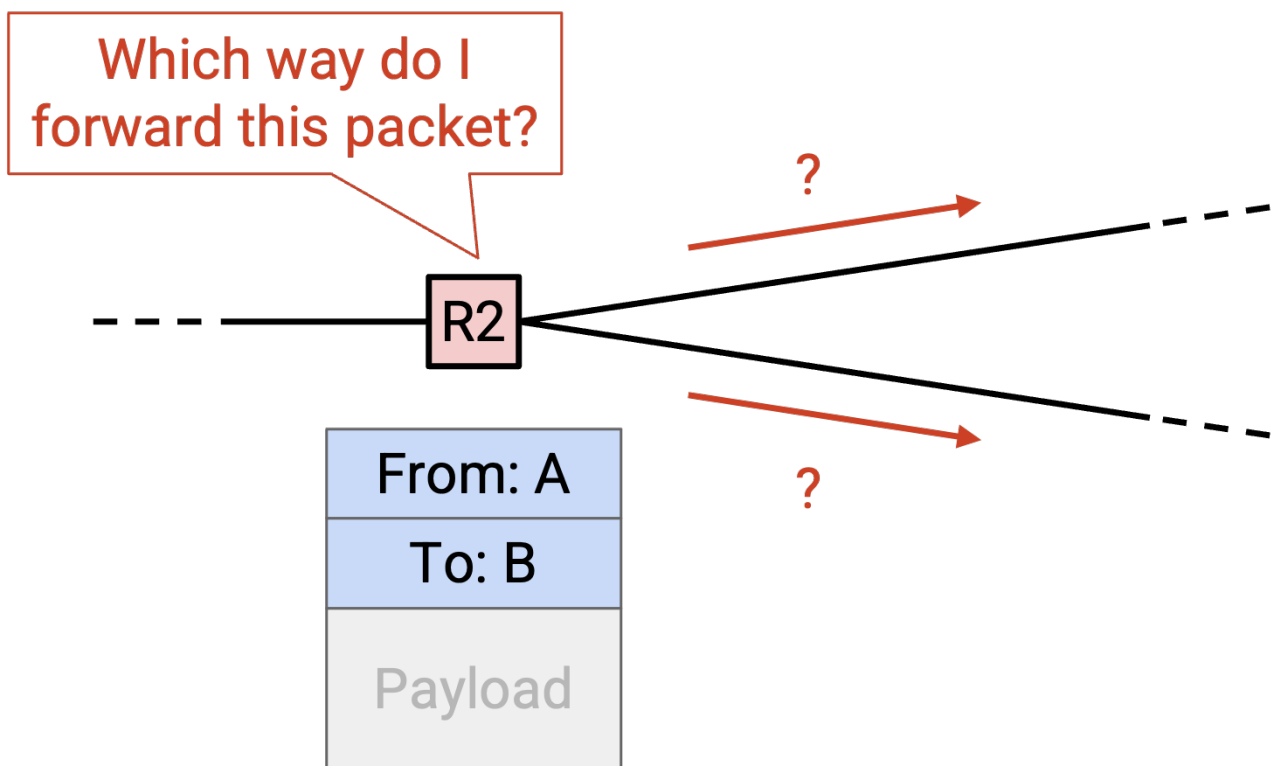 Which way do I
forward this packet?
?
R2
?
From: A
To: B
Payload